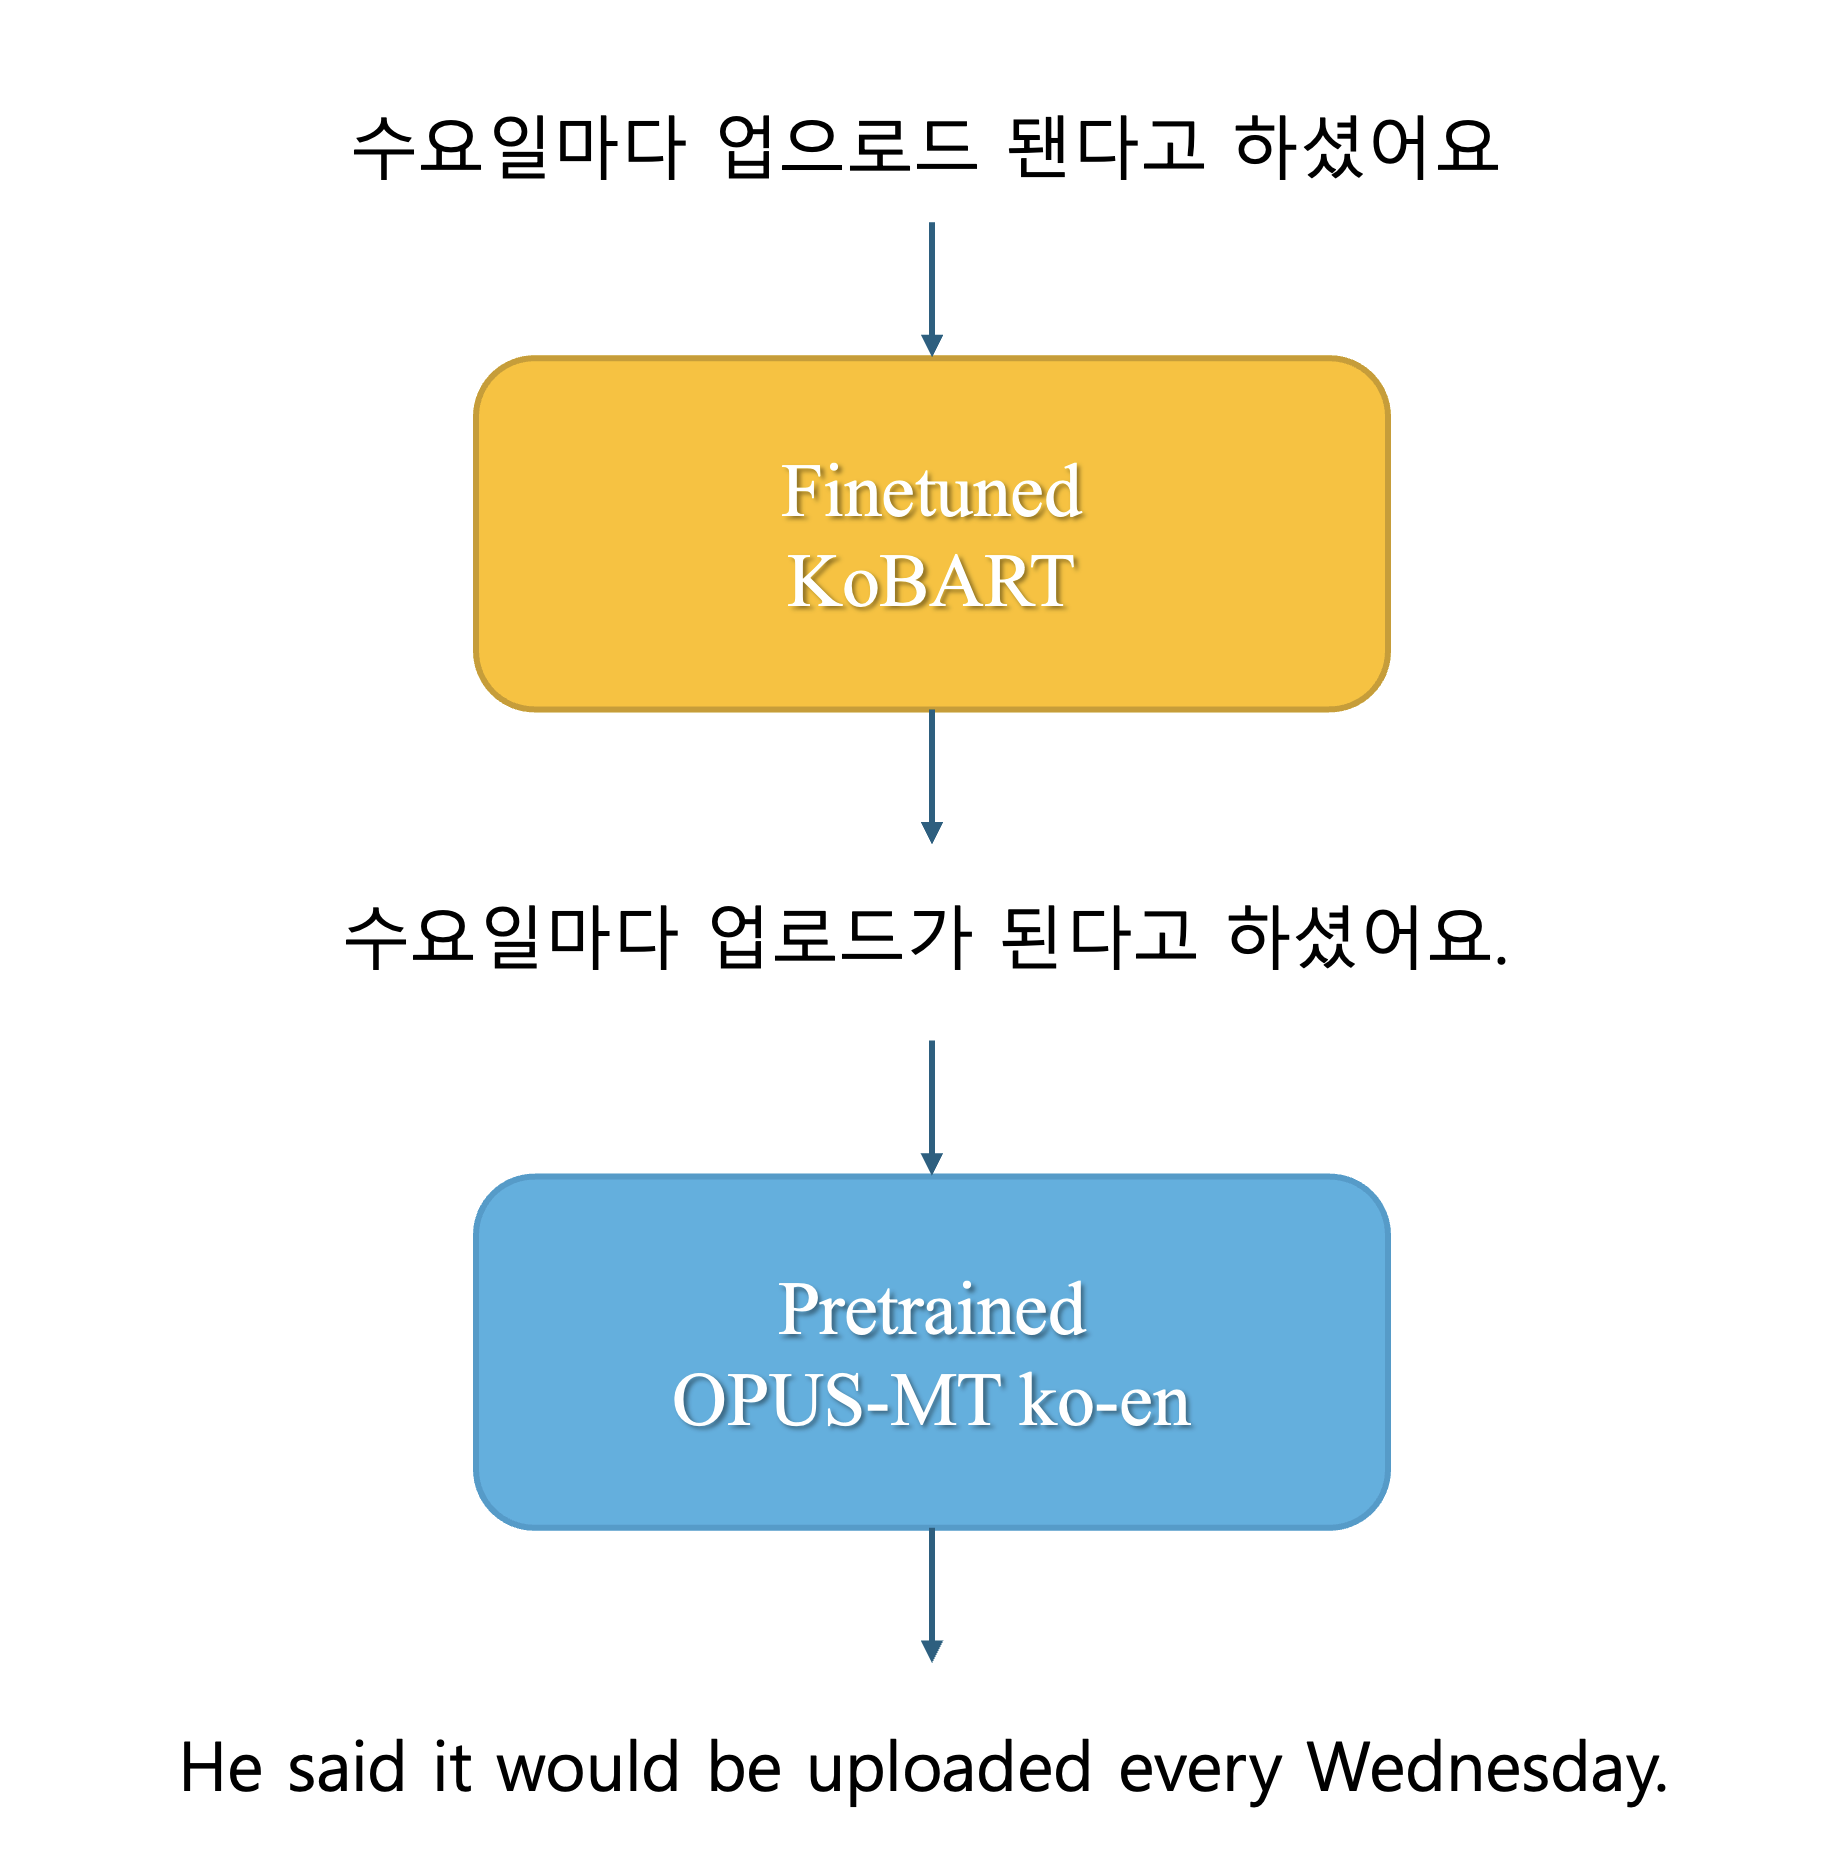 수요일마다 업으로드 됀다고 하셨어요
Finetuned
KoBART
수요일마다 업로드가 된다고 하셨어요.
Pretrained
OPUS-MT ko-en
He said it would be uploaded every Wednesday.